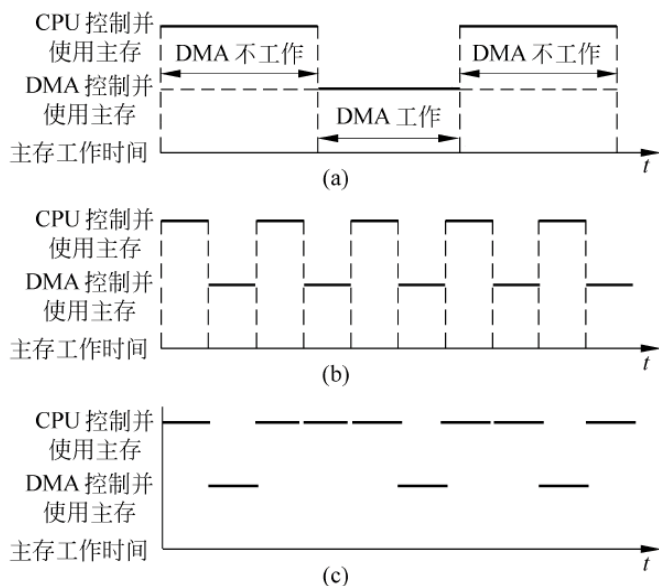 CPU 控制并
使用主存
DMA 不工作
DMA 不工作
DMA 控制并
使用主存
DMA 工作
主存工作时间
t
(a)
CPU 控制并
使用主存
DMA 控制并
使用主存
主存工作时间
t
(b)
CPU 控制并
使用主存
DMA 控制并
使用主存
主存工作时间
t
(c)